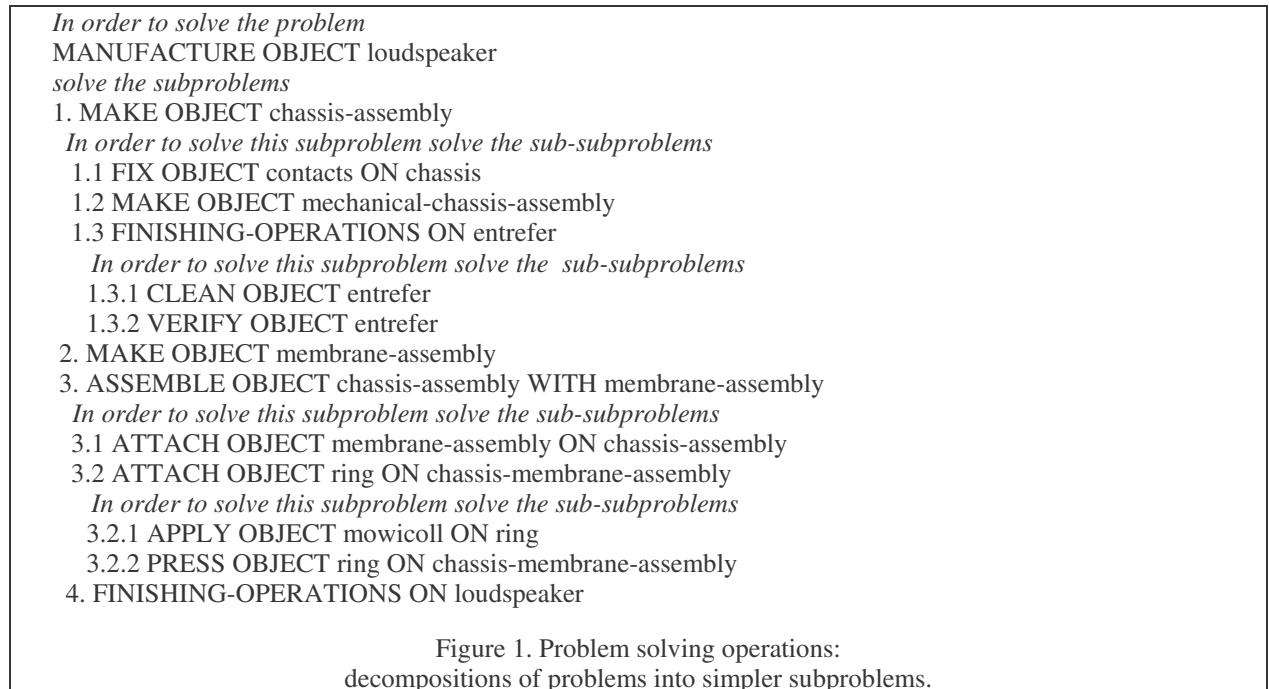 In order to solve the problem
MANUFACTURE OBJECT loudspeaker
solve the subproblems
1. MAKE OBJECT chassis-assembly
In order to solve this subproblem solve the sub-subproblems
1.1 FIX OBJECT contacts ON chassis
1.2 MAKE OBJECT mechanical-chassis-assembly
1.3 FINISHING-OPERATIONS ON entrefer
In order to solve this subproblem solve the sub-subproblems
1.3.1 CLEAN OBJECT entrefer
1.3.2 VERIFY OBJECT entrefer
2. MAKE OBJECT membrane-assembly
3. ASSEMBLE OBJECT chassis-assembly WITH membrane-assembly
In order to solve this subproblem solve the sub-subproblems
3.1 ATTACH OBJECT membrane-assembly ON chassis-assembly
3.2 ATTACH OBJECT ring ON chassis-membrane-assembly
In order to solve this subproblem solve the sub-subproblems
3.2.1 APPLY OBJECT mowicoll ON ring
3.2.2 PRESS OBJECT ring ON chassis-membrane-assembly
4. FINISHING-OPERATIONS ON loudspeaker
Figure 1. Problem solving operations:
decompositions of problems into simpler subproblems.